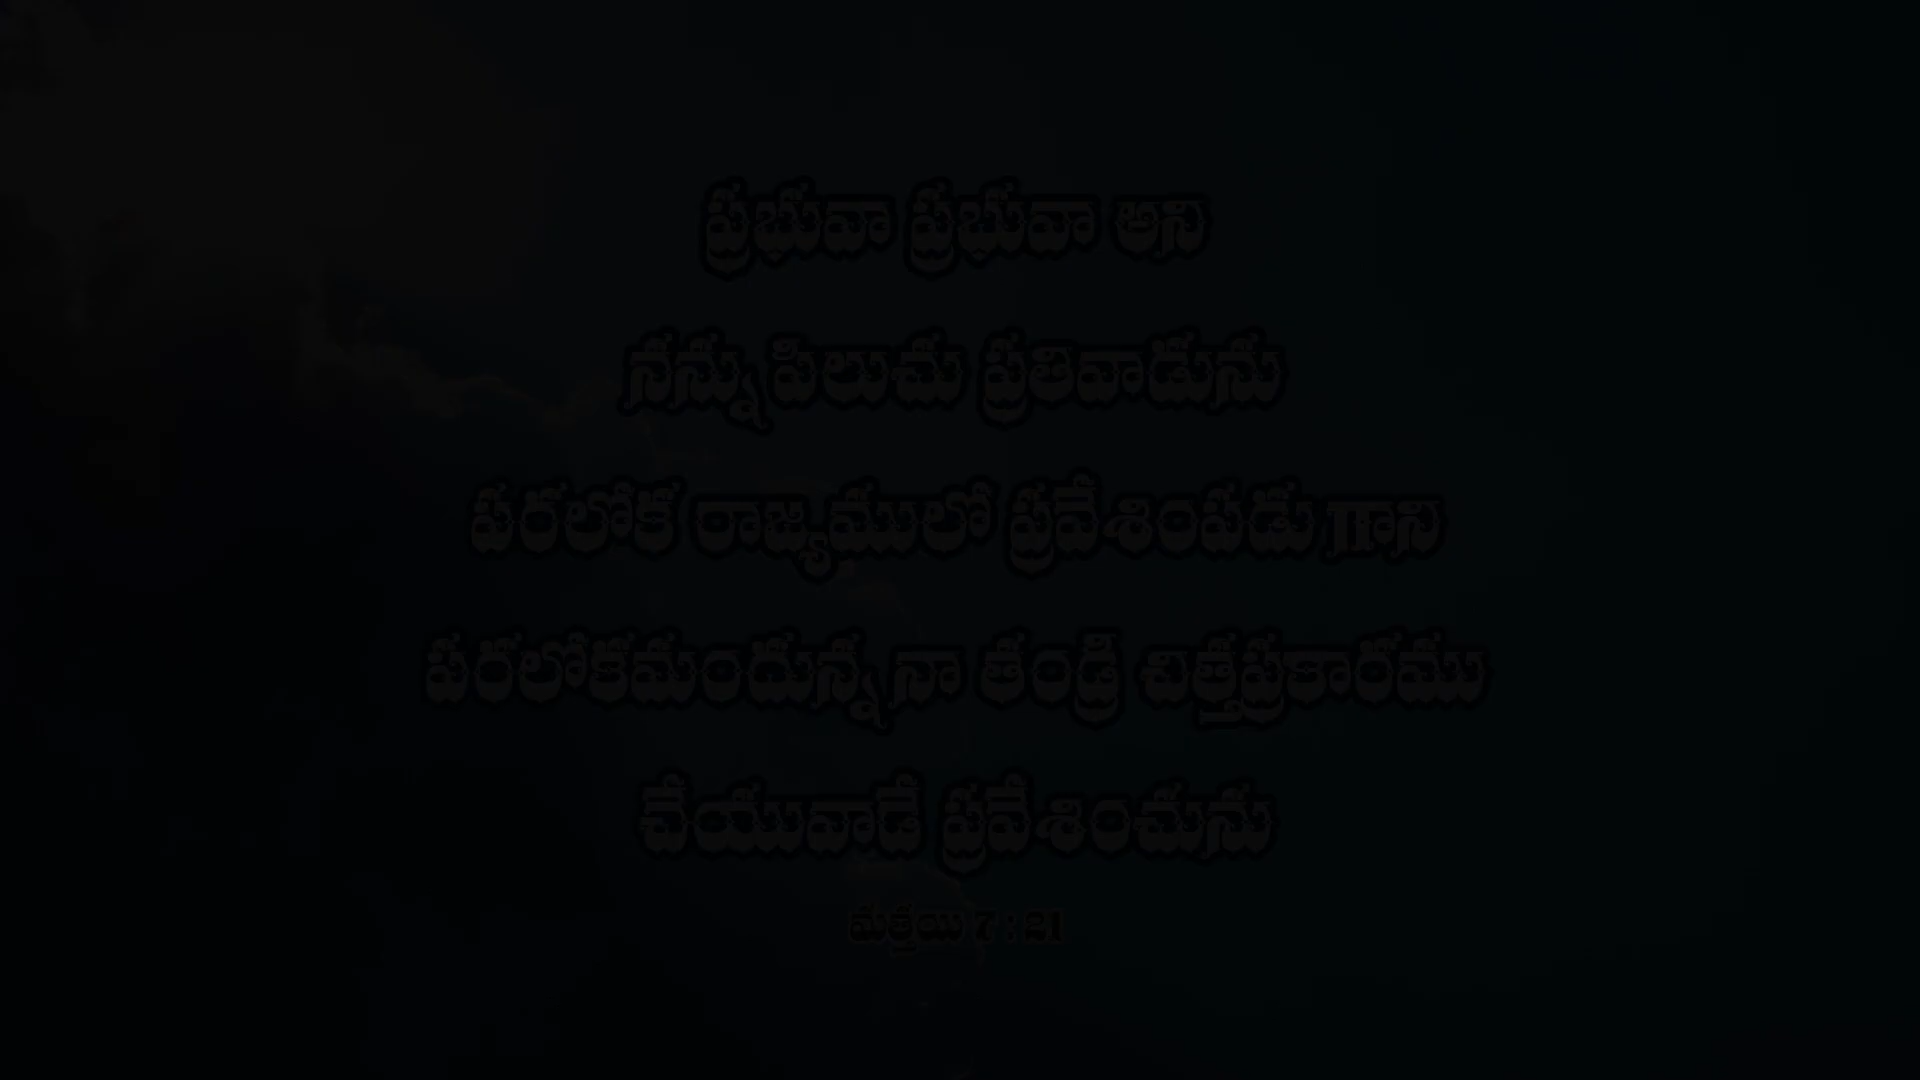 ప్రభువా ప్రభువా అని
నన్ను పిలుచు ప్రతివాడును
పరలోక రాజ్యములో ప్రవేశింపడు గాని
పరలోకమందున్న నా తండ్రి చిత్తప్రకారము
చేయువాడే ప్రవేశించును
మత్తయి 7 : 21